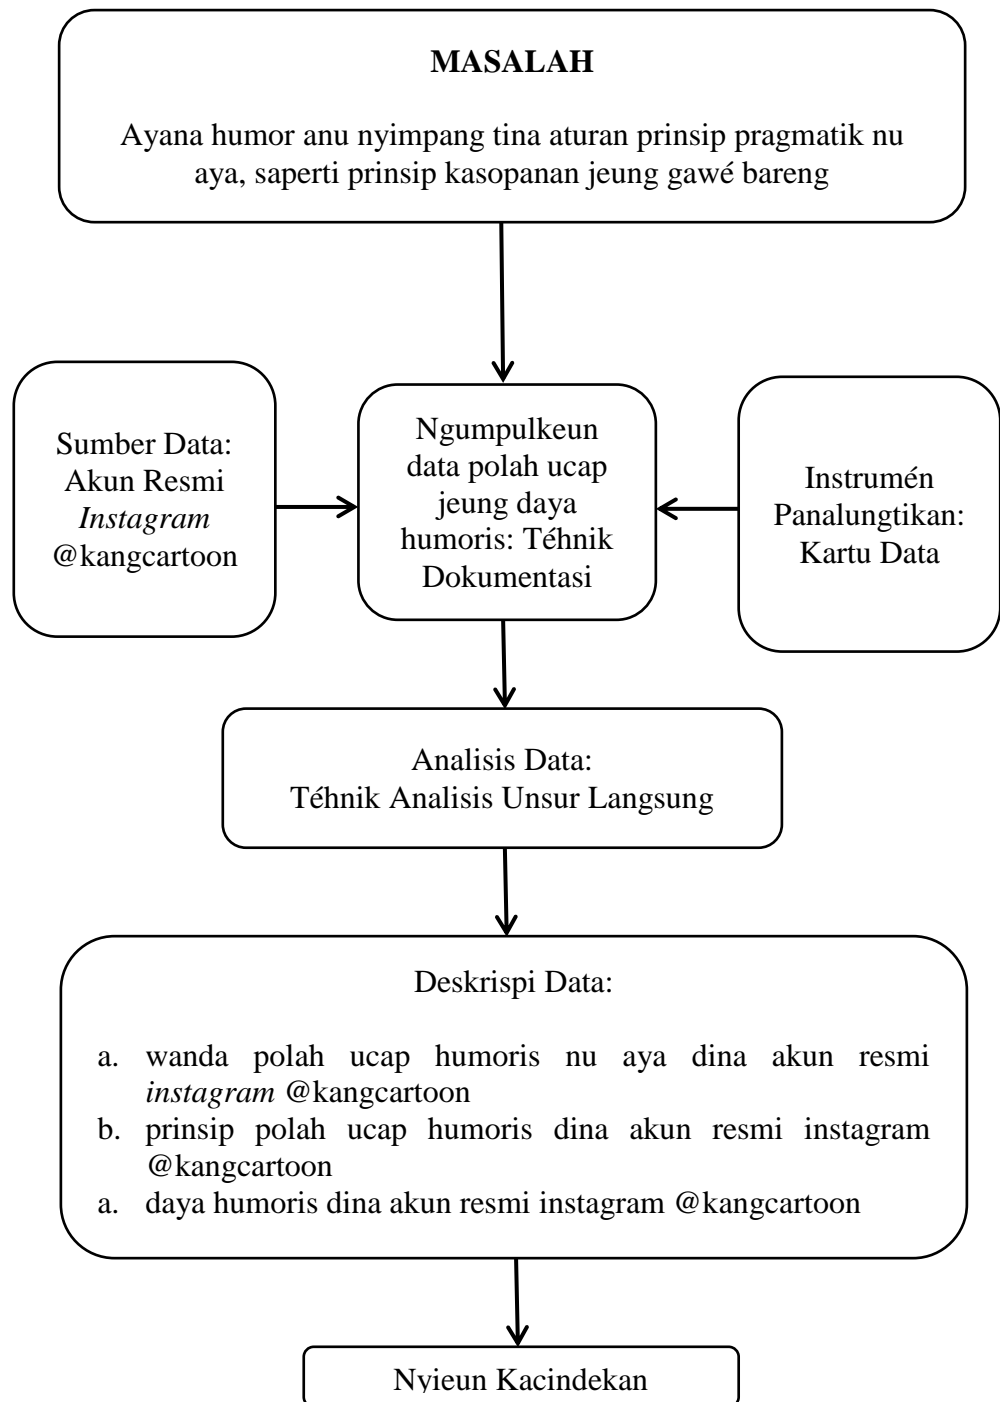 MASALAH
Ayana humor anu nyimpang tina aturan prinsip pragmatik nu
aya, saperti prinsip kasopanan jeung gawé bareng
Sumber Data:
Akun Resmi
Instagram
@kangcartoon
Ngumpulkeun
data polah ucap
jeung daya
humoris: Téhnik
Dokumentasi
Instrumén
Panalungtikan:
Kartu Data
Analisis Data:
Téhnik Analisis Unsur Langsung
Deskrispi Data:
a. wanda polah ucap humoris nu aya dina akun resmi
instagram @kangcartoon
b. prinsip polah ucap humoris dina akun resmi instagram
@kangcartoon
a. daya humoris dina akun resmi instagram @kangcartoon
Nyieun Kacindekan